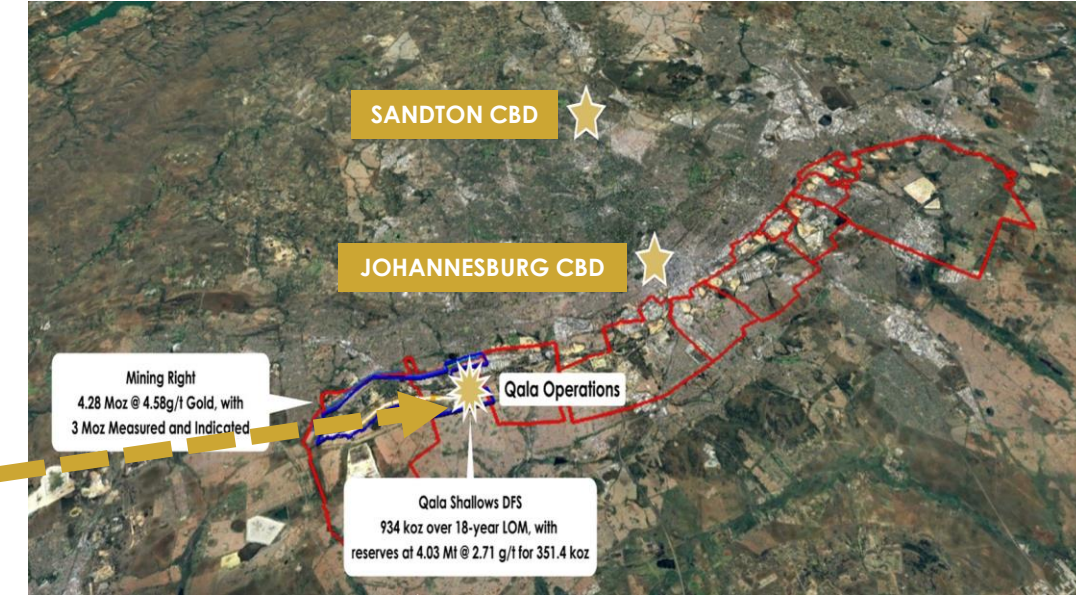 SANDTON CBD
JOHANNESBURG CBD
Mining Right
4.28 Moz @ 4.58g/t Gold, with
3 Moz Measured and Indicated
Qala Operations
Qala Shallows DFS
934 koz over 18-year LOM, with
reserves at 4.03 Mt @ 2.71 g/t for 351.4 koz